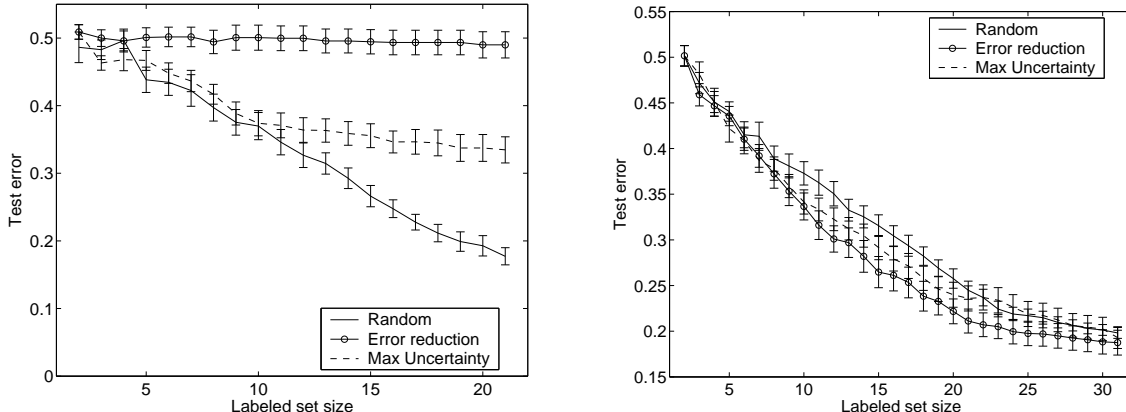 Test error
0.5
0.4
0.3
0.2
0.1
0
5
10
15
20
Labeled set size
Random
Error reduction
Max Uncertainty
Test error
0.55
0.5
0.45
0.4
0.35
0.3
0.25
0.2
0.15
5
10
15
20
25
30
Labeled set size
Random
Error reduction
Max Uncertainty